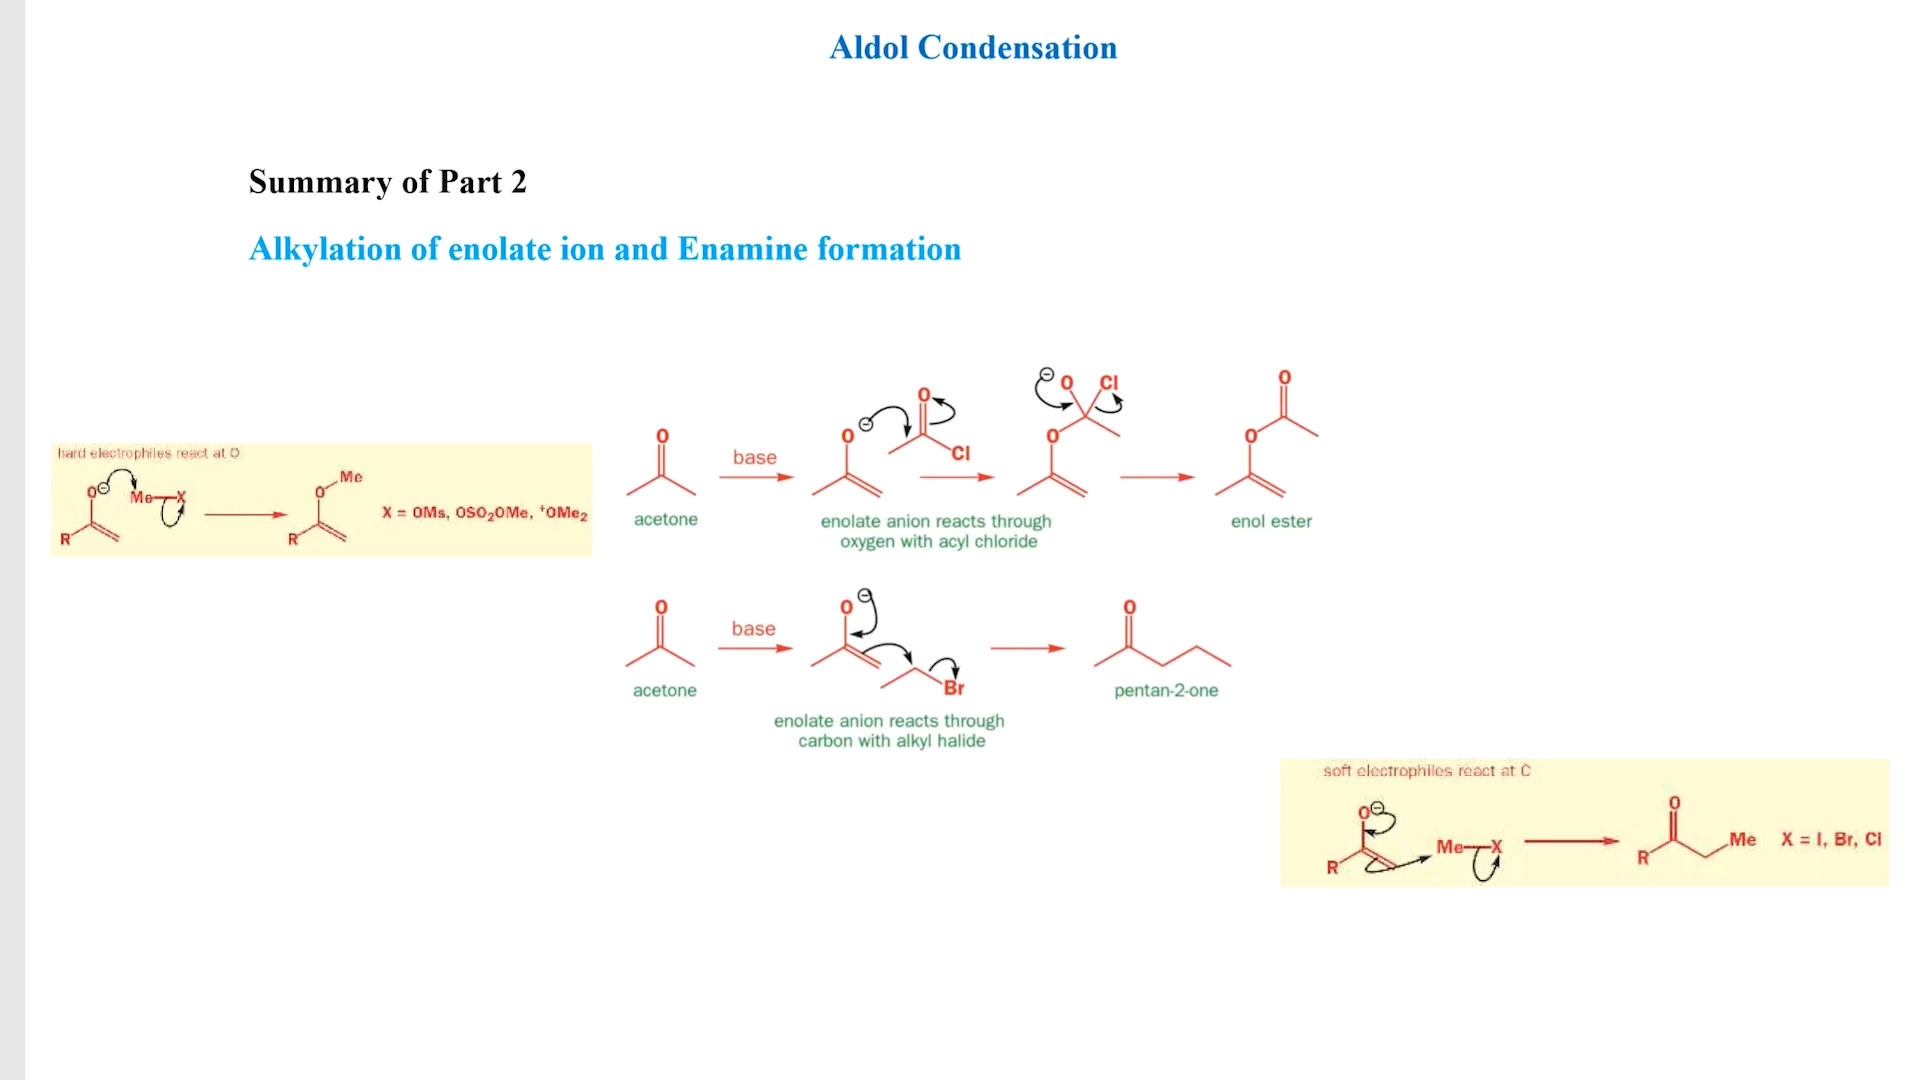 Aldol Condensation
Summary of Part 2
Alkylation of enolate ion and Enamine formation
hard electrophiles react at O
O⊖ Me—X
R
O Me
R
X = OMs, OSO₂OMe, ⁺OMe₂
O
acetone
base
O⊖ O Cl
enolate anion reacts through
oxygen with acyl chloride
⊖O Cl
O
O
O
enol ester
O
acetone
base
O⊖
Br
enolate anion reacts through
carbon with alkyl halide
O
pentan-2-one
soft electrophiles react at C
O⊖
R
Me—X
O
R
Me
X = I, Br, Cl